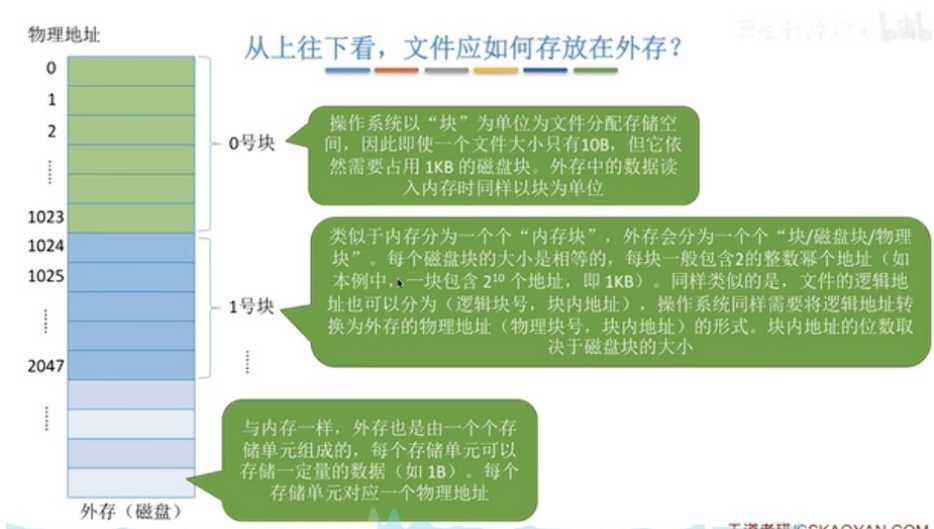 物理地址
从上往下看，文件应如何存放在外存？
0
1
2
……
1023
1024
1025
……
2047
……
0号块
1号块
……
操作系统以“块”为单位为文件分配存储空
间，因此即使一个文件大小只有10B，但它依
然需要占用 1KB 的磁盘块。外存中的数据读
入内存时同样以块为单位
类似于内存分为一个个“内存块”，外存会分为一个个“块/磁盘块/物理
块”。每个磁盘块的大小是相等的，每块一般包含2的整数幂个地址（如
本例中，一块包含 2¹⁰ 个地址，即 1KB）。同样类似的是，文件的逻辑地
址也可以分为（逻辑块号，块内地址），操作系统同样需要将逻辑地址转
换为外存的物理地址（物理块号，块内地址）的形式。块内地址的位数取
决于磁盘块的大小
与内存一样，外存也是由一个个存
储单元组成的，每个存储单元可以
存储一定量的数据（如 1B）。每个
存储单元对应一个物理地址
外存（磁盘）